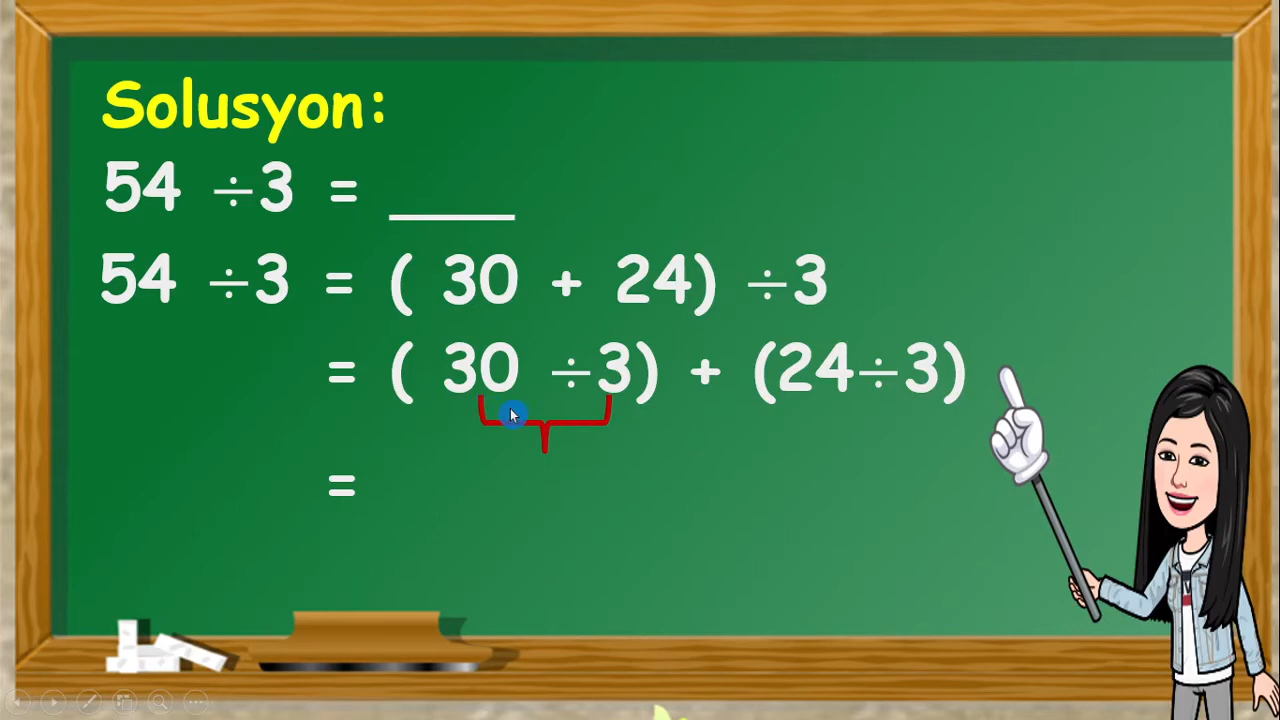 Solusyon:
54 ÷3 = ____
54 ÷3 = ( 30 + 24) ÷3
= ( 30 ÷3) + (24÷3)
=